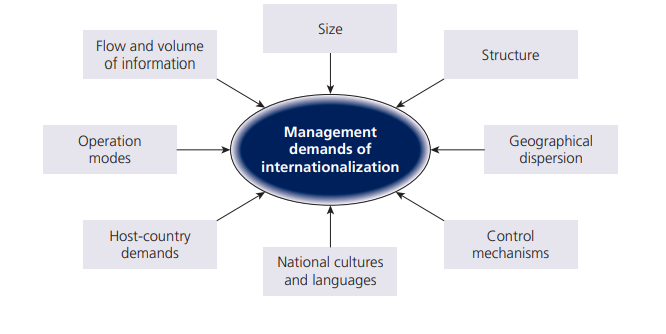 Size
Flow and volume
of information
Structure
Management
demands of
internationalization
Operation
modes
Geographical
dispersion
Host-country
demands
Control
mechanisms
National cultures
and languages